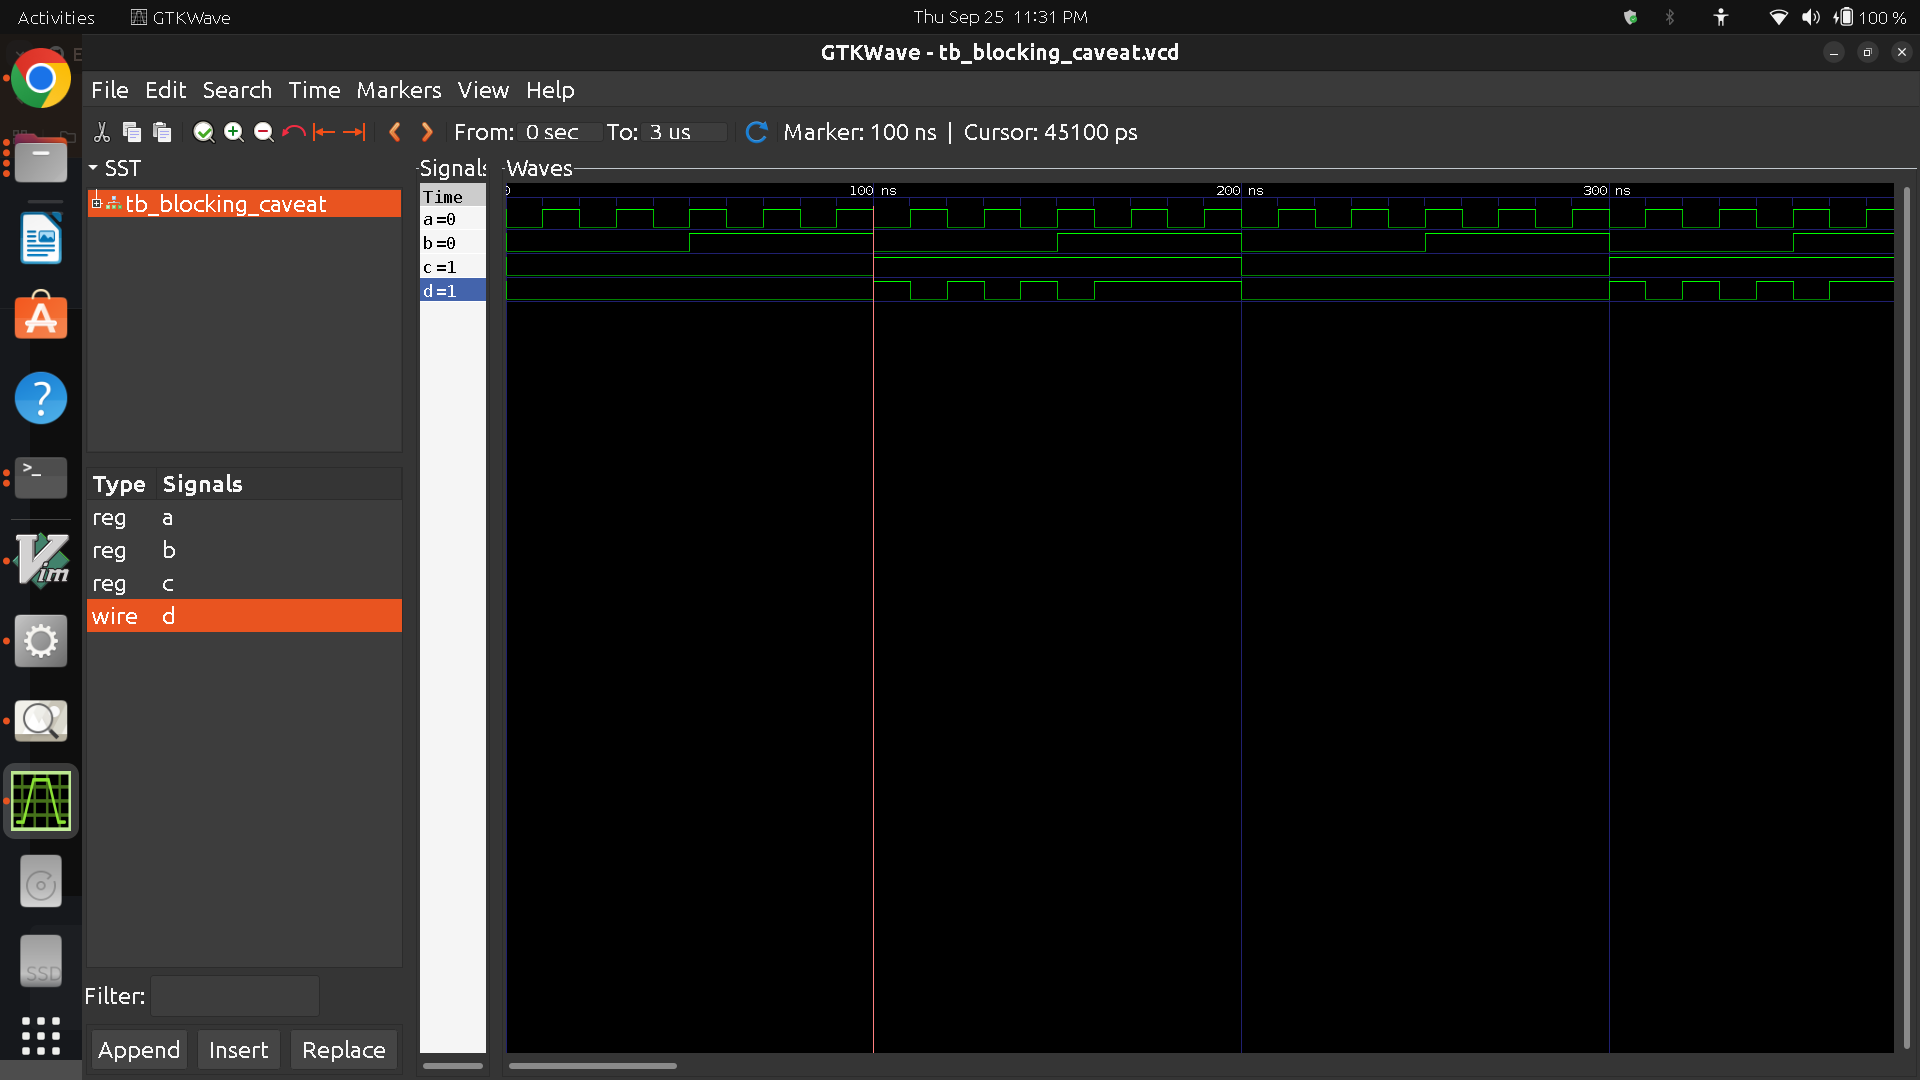 Activities GTKWave Thu Sep 25 11:31 PM 100 %
GTKWave - tb_blocking_caveat.vcd
File Edit Search Time Markers View Help
From: 0 sec To: 3 us Marker: 100 ns | Cursor: 45100 ps
SST Signals Waves
tb_blocking_caveat
Time 100 ns 200 ns 300 ns
a=0
b=0
c=1
d=1
Type Signals
reg a
reg b
reg c
wire d
>_
Vim
SSD
Filter:
Append Insert Replace